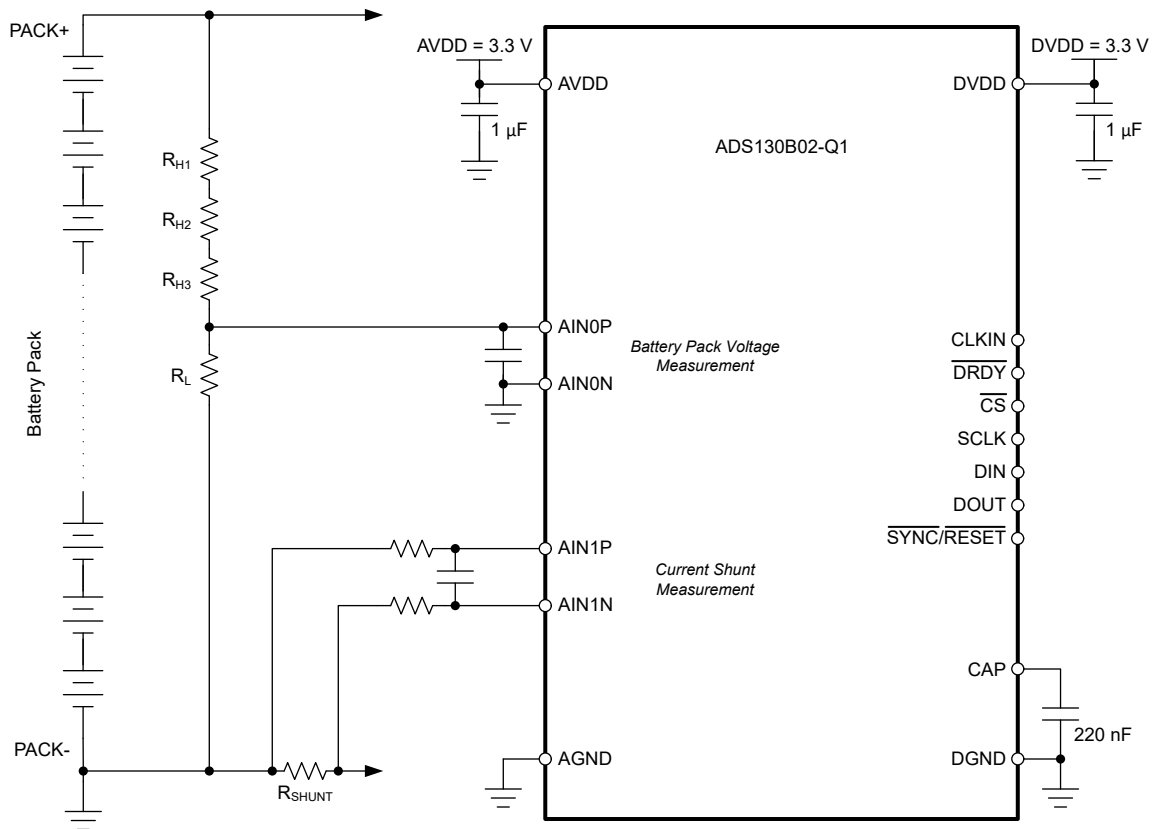 PACK+
AVDD = 3.3 V
DVDD = 3.3 V
AVDD
DVDD
1 µF
1 µF
ADS130B02-Q1
RH1
RH2
RH3
AIN0P
Battery Pack Voltage
Measurement
CLKIN
DRDY
RL
AIN0N
CS
Battery Pack
SCLK
DIN
DOUT
SYNC/RESET
AIN1P
Current Shunt
Measurement
AIN1N
CAP
220 nF
PACK-
AGND
DGND
RSHUNT